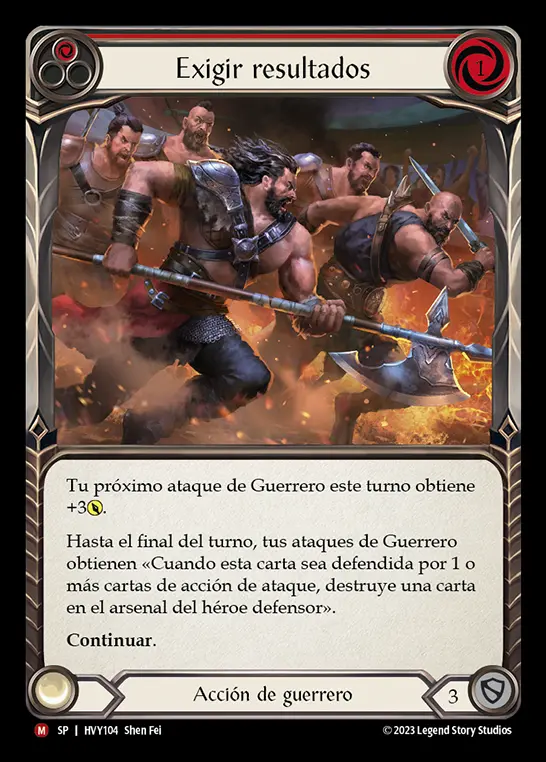 Exigir resultados
1
Tu próximo ataque de Guerrero este turno obtiene
+3.
Hasta el final del turno, tus ataques de Guerrero
obtienen «Cuando esta carta sea defendida por 1 o
más cartas de acción de ataque, destruye una carta
en el arsenal del héroe defensor».
Continuar.
Acción de guerrero
3
M SP | HVY104 Shen Fei
© 2023 Legend Story Studios